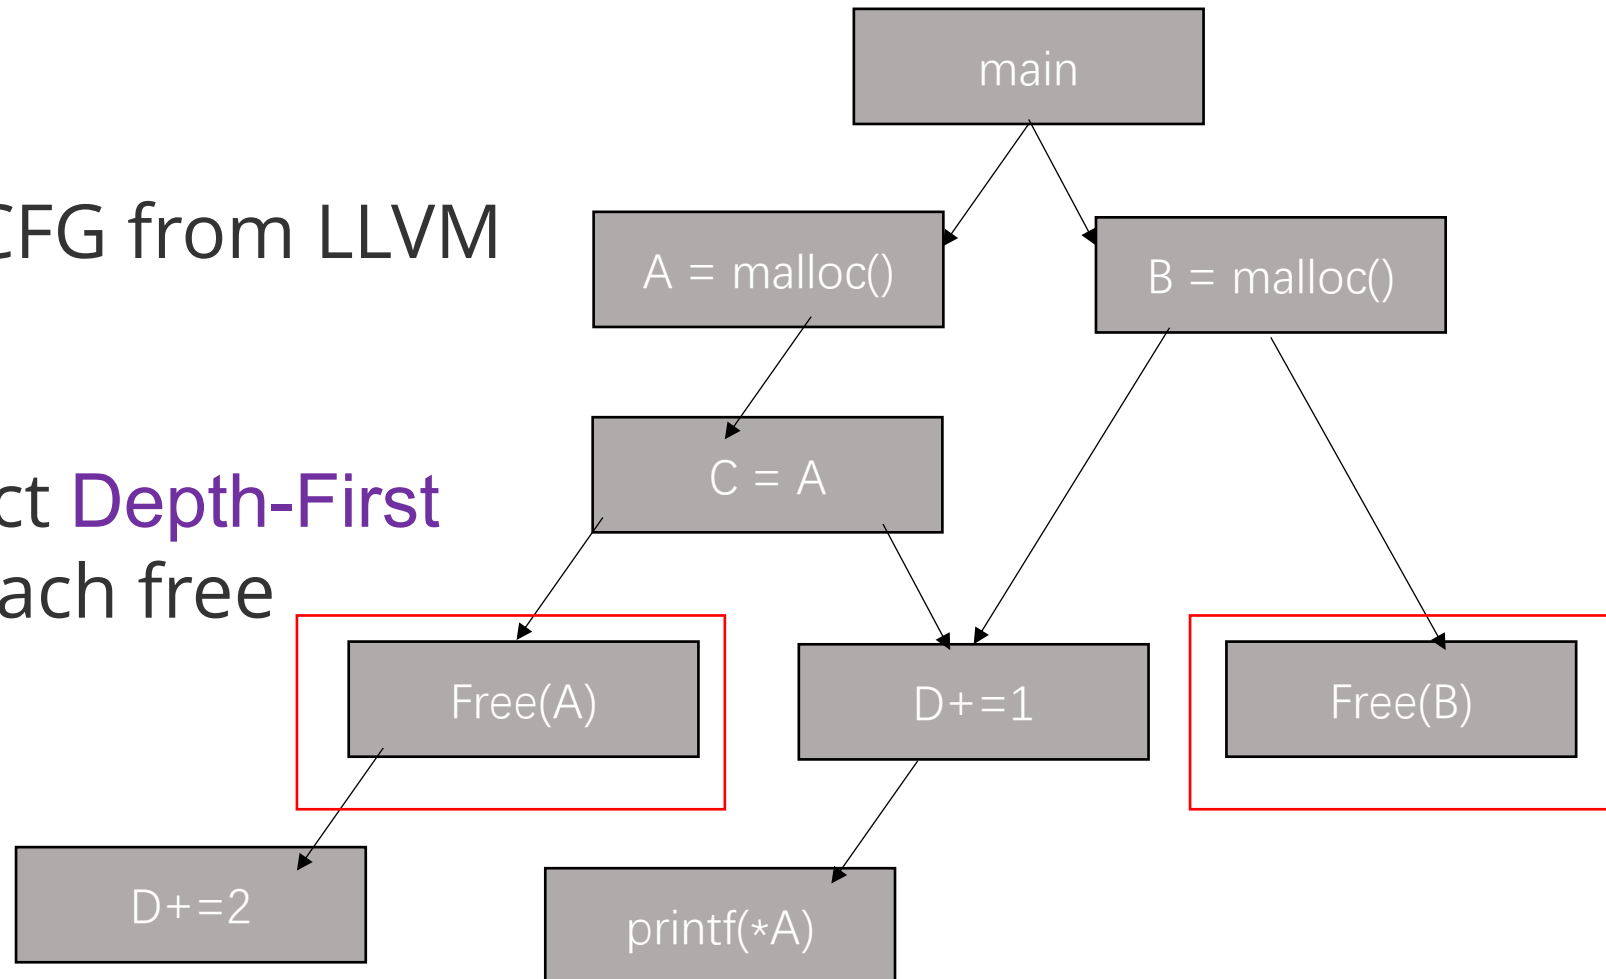 main
CFG from LLVM
A = malloc()
B = malloc()
C = A
ct Depth-First
ach free
Free(A)
D+=1
Free(B)
D+=2
printf(*A)